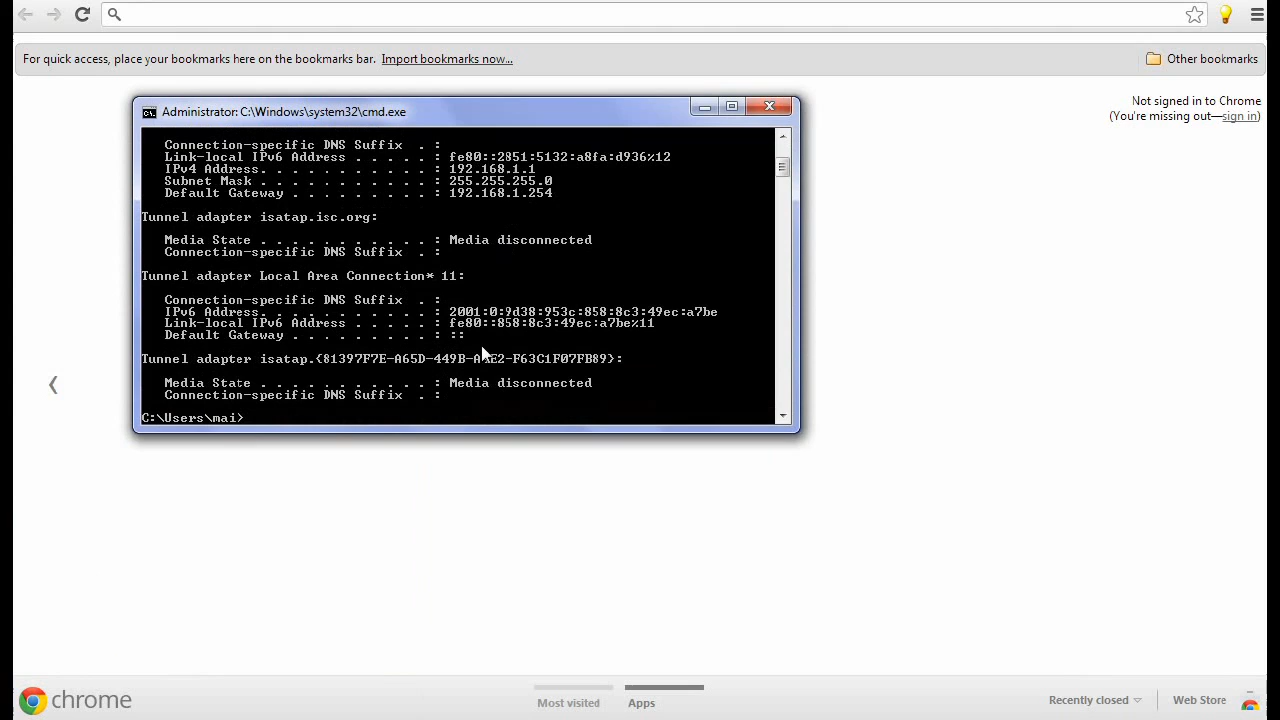 For quick access, place your bookmarks here on the bookmarks bar. Import bookmarks now...
Other bookmarks
Not signed in to Chrome
(You're missing out—sign in)
Administrator: C:\Windows\system32\cmd.exe
Connection-specific DNS Suffix . :
Link-local IPv6 Address . . . . . : fe80::2851:5132:a8fa:d936%12
IPv4 Address. . . . . . . . . . . : 192.168.1.1
Subnet Mask . . . . . . . . . . . : 255.255.255.0
Default Gateway . . . . . . . . . : 192.168.1.254
Tunnel adapter isatap.isc.org:
Media State . . . . . . . . . . . : Media disconnected
Connection-specific DNS Suffix . :
Tunnel adapter Local Area Connection* 11:
Connection-specific DNS Suffix . :
IPv6 Address. . . . . . . . . . . : 2001:0:9d38:953c:858:8c3:49ec:a7be
Link-local IPv6 Address . . . . . : fe80::858:8c3:49ec:a7be%11
Default Gateway . . . . . . . . . : ::
Tunnel adapter
Media State . . . . . . . . . . . : Media disconnected
Connection-specific DNS Suffix . :
C:\Users\mai>
chrome
Most visited
Apps
Recently closed
Web Store